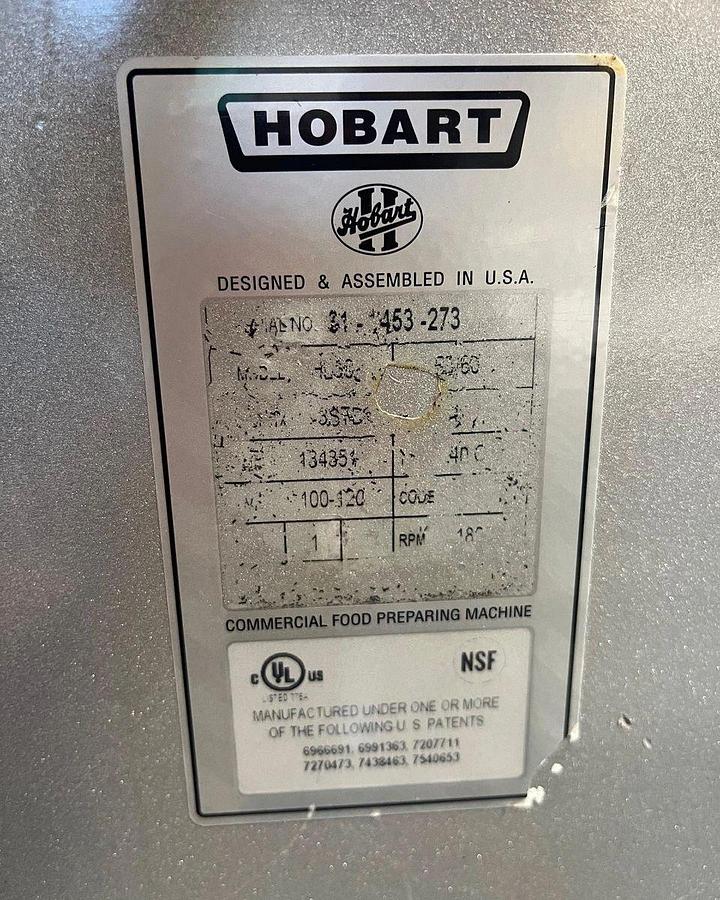 HOBART
Hobart
DESIGNED & ASSEMBLED IN U.S.A.
NO. 31 - 1453 -273
50/60
134351
100-120 CODE
1 RPM
COMMERCIAL FOOD PREPARING MACHINE
C UL US NSF
LISTED
MANUFACTURED UNDER ONE OR MORE
OF THE FOLLOWING U S PATENTS
6966691, 6991363, 7207711
7270473, 7438463, 7540653